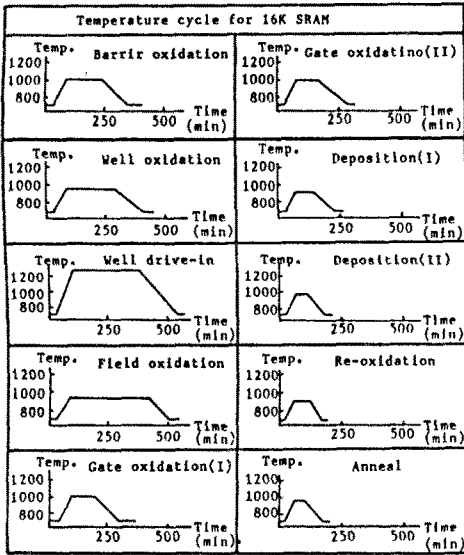 Temperature cycle for 16K SRAM
Temp. Barrir oxidation
1200
1000
800
250 500 Time
(min)
Temp. Gate oxidatino(II)
1200
1000
800
250 500 Time
(min)
Temp. Well oxidation
1200
1000
800
250 500 Time
(min)
Temp. Deposition(I)
1200
1000
800
250 500 Time
(min)
Temp. Well drive-in
1200
1000
800
250 500 Time
(min)
Temp. Deposition(II)
1200
1000
800
250 500 Time
(min)
Temp. Field oxidation
1200
1000
800
250 500 Time
(min)
Temp. Re-oxidation
1200
1000
800
250 500 Time
(min)
Temp. Gate oxidation(I)
1200
1000
800
250 500 Time
(min)
Temp. Anneal
1200
1000
800
250 500 Time
(min)